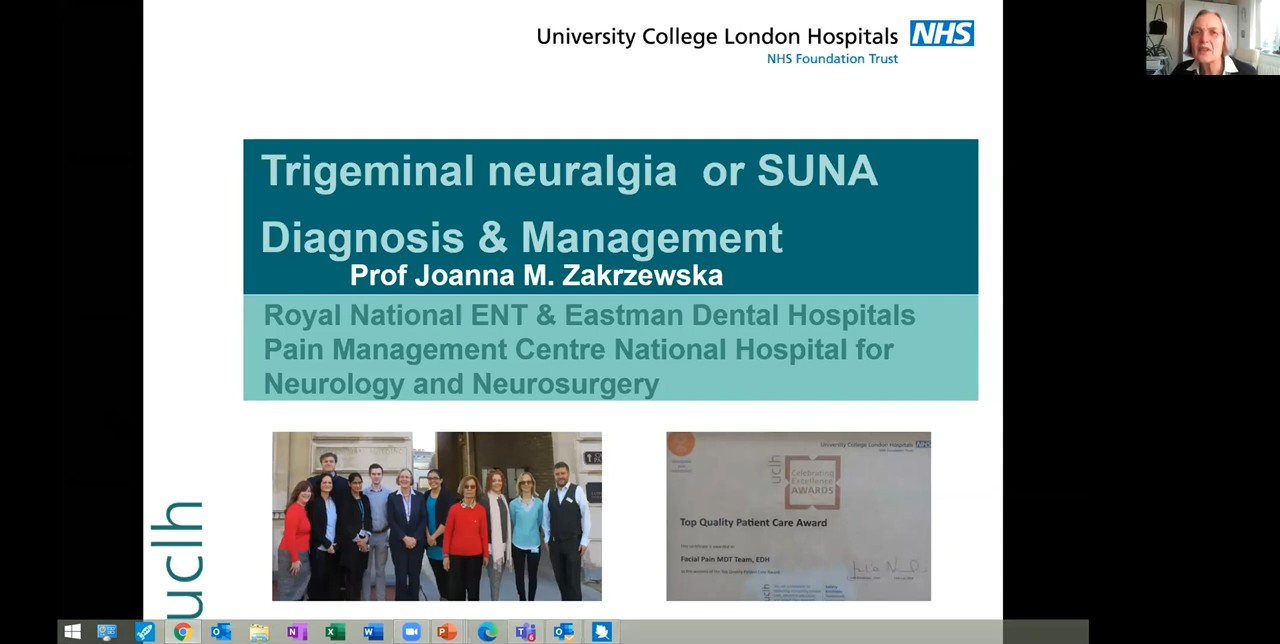 University College London Hospitals NHS
NHS Foundation Trust
Trigeminal neuralgia or SUNA
Diagnosis & Management
Prof Joanna M. Zakrzewska
Royal National ENT & Eastman Dental Hospitals
Pain Management Centre National Hospital for
Neurology and Neurosurgery
University College London Hospitals NHS
uclh
Celebrating
Excellence
AWARDS
Top Quality Patient Care Award
Facial Pain MDT Team, EDH
uclh
uclh